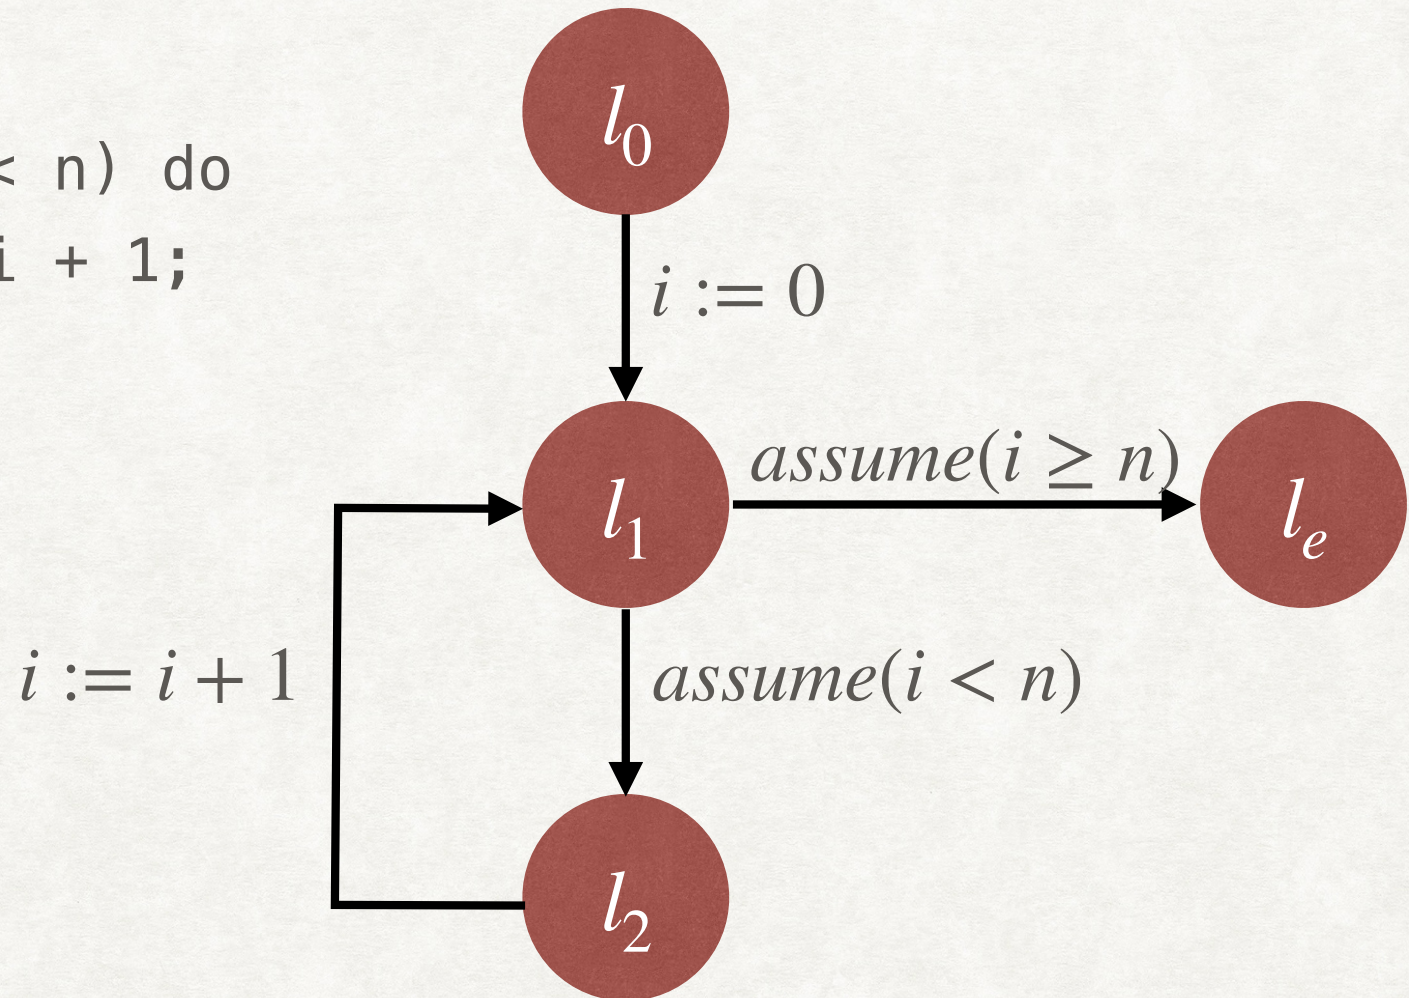 l₀
< n) do
i + 1;
i := 0
assume(i ≥ n)
l₁
lₑ
i := i + 1
assume(i < n)
l₂